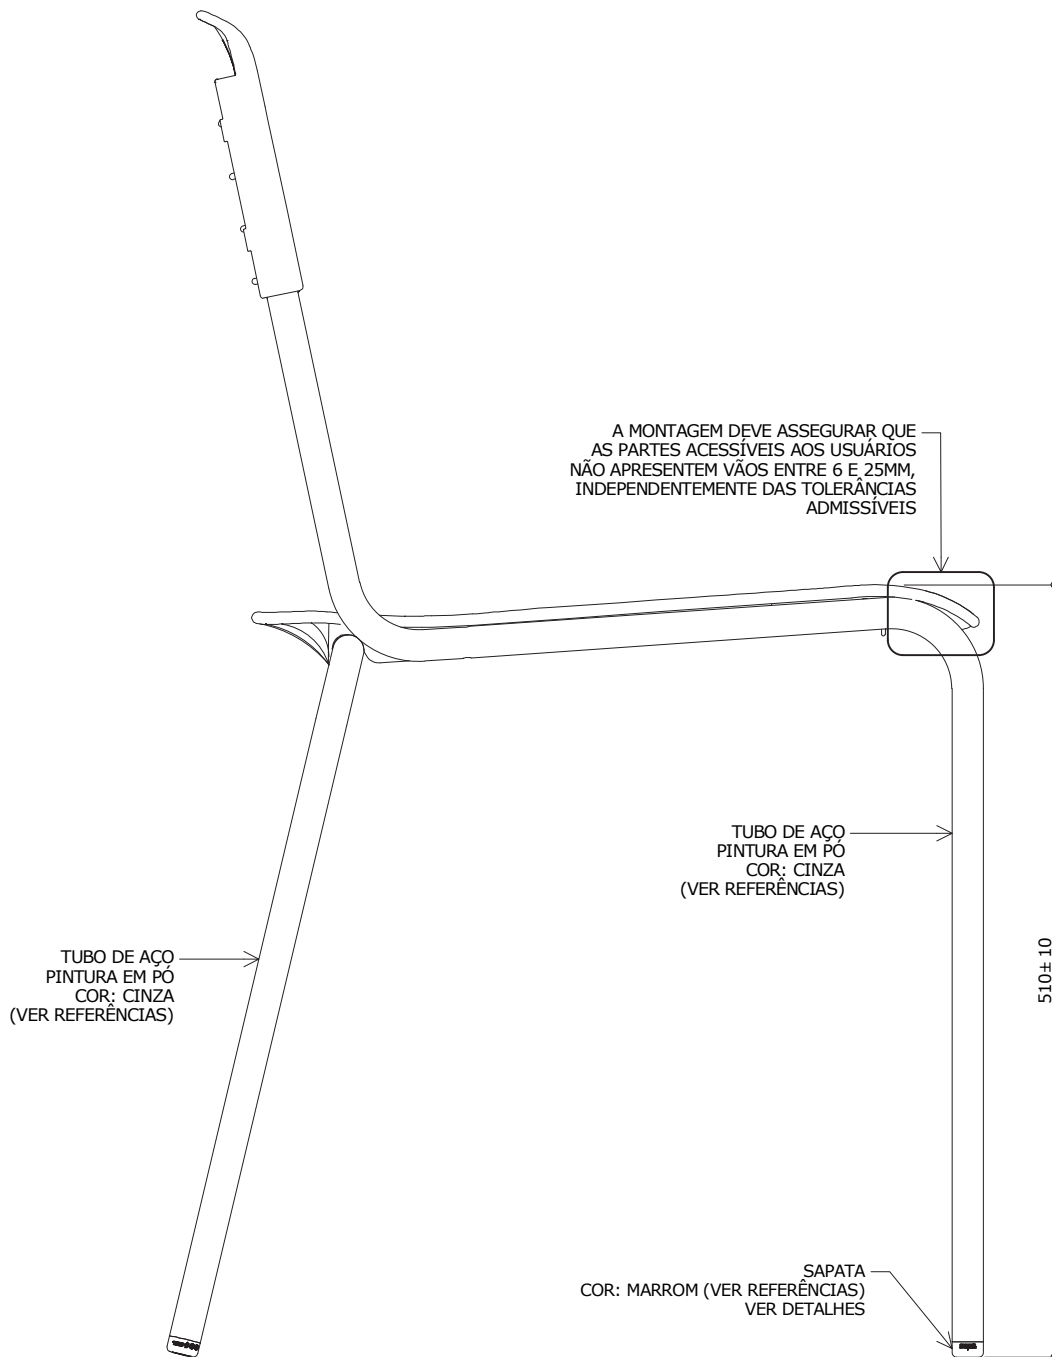 A MONTAGEM DEVE ASSEGURAR QUE
AS PARTES ACESSÍVEIS AOS USUÁRIOS
NÃO APRESENTEM VÃOS ENTRE 6 E 25MM,
INDEPENDENTEMENTE DAS TOLERÂNCIAS
ADMISSÍVEIS
TUBO DE AÇO
PINTURA EM PÓ
COR: CINZA
(VER REFERÊNCIAS)
TUBO DE AÇO
PINTURA EM PÓ
COR: CINZA
(VER REFERÊNCIAS)
510± 10
SAPATA
COR: MARROM (VER REFERÊNCIAS)
VER DETALHES